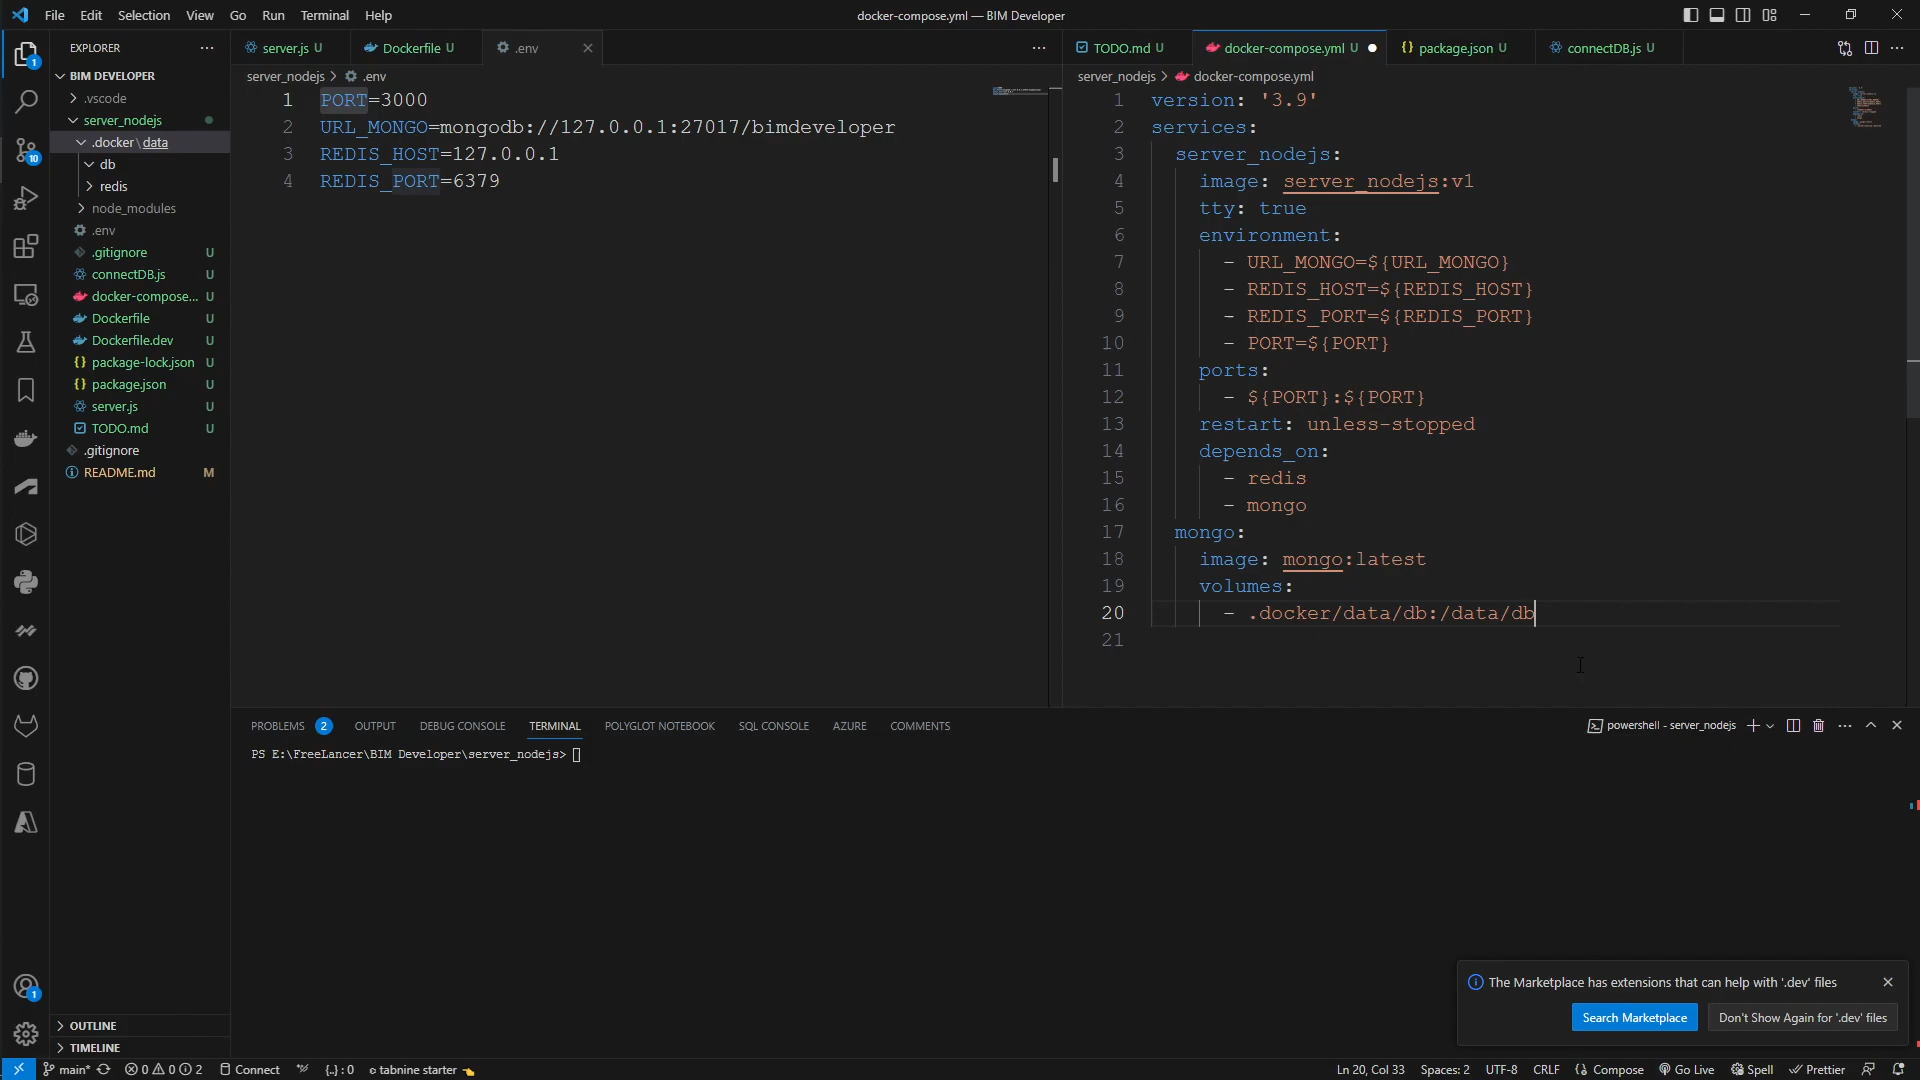 File Edit Selection View Go Run Terminal Help
docker-compose.yml — BIM Developer
EXPLORER
BIM DEVELOPER
.vscode
server_nodejs
.docker\data
db
redis
node_modules
.env
.gitignore U
connectDB.js U
docker-compose... U
Dockerfile U
Dockerfile.dev U
package-lock.json U
package.json U
server.js U
TODO.md U
.gitignore
README.md M
OUTLINE
TIMELINE
1
10
1
server.js U Dockerfile U .env
server_nodejs > .env
1 PORT=3000
2 URL_MONGO=mongodb://127.0.0.1:27017/bimdeveloper
3 REDIS_HOST=127.0.0.1
4 REDIS_PORT=6379
TODO.md U docker-compose.yml U package.json U connectDB.js U
server_nodejs > docker-compose.yml
1 version: '3.9'
2 services:
3 server_nodejs:
4 image: server_nodejs:v1
5 tty: true
6 environment:
7 - URL_MONGO=${URL_MONGO}
8 - REDIS_HOST=${REDIS_HOST}
9 - REDIS_PORT=${REDIS_PORT}
10 - PORT=${PORT}
11 ports:
12 - ${PORT}:${PORT}
13 restart: unless-stopped
14 depends_on:
15 - redis
16 - mongo
17 mongo:
18 image: mongo:latest
19 volumes:
20 - .docker/data/db:/data/db
21
PROBLEMS 2 OUTPUT DEBUG CONSOLE TERMINAL POLYGLOT NOTEBOOK SQL CONSOLE AZURE COMMENTS
powershell - server_nodejs
PS E:\FreeLancer\BIM Developer\server_nodejs>
The Marketplace has extensions that can help with '.dev' files
Search Marketplace Don't Show Again for '.dev' files
main* 0 0 2 Connect {..} : 0 tabnine starter Ln 20, Col 33 Spaces: 2 UTF-8 CRLF Compose Go Live Spell Prettier